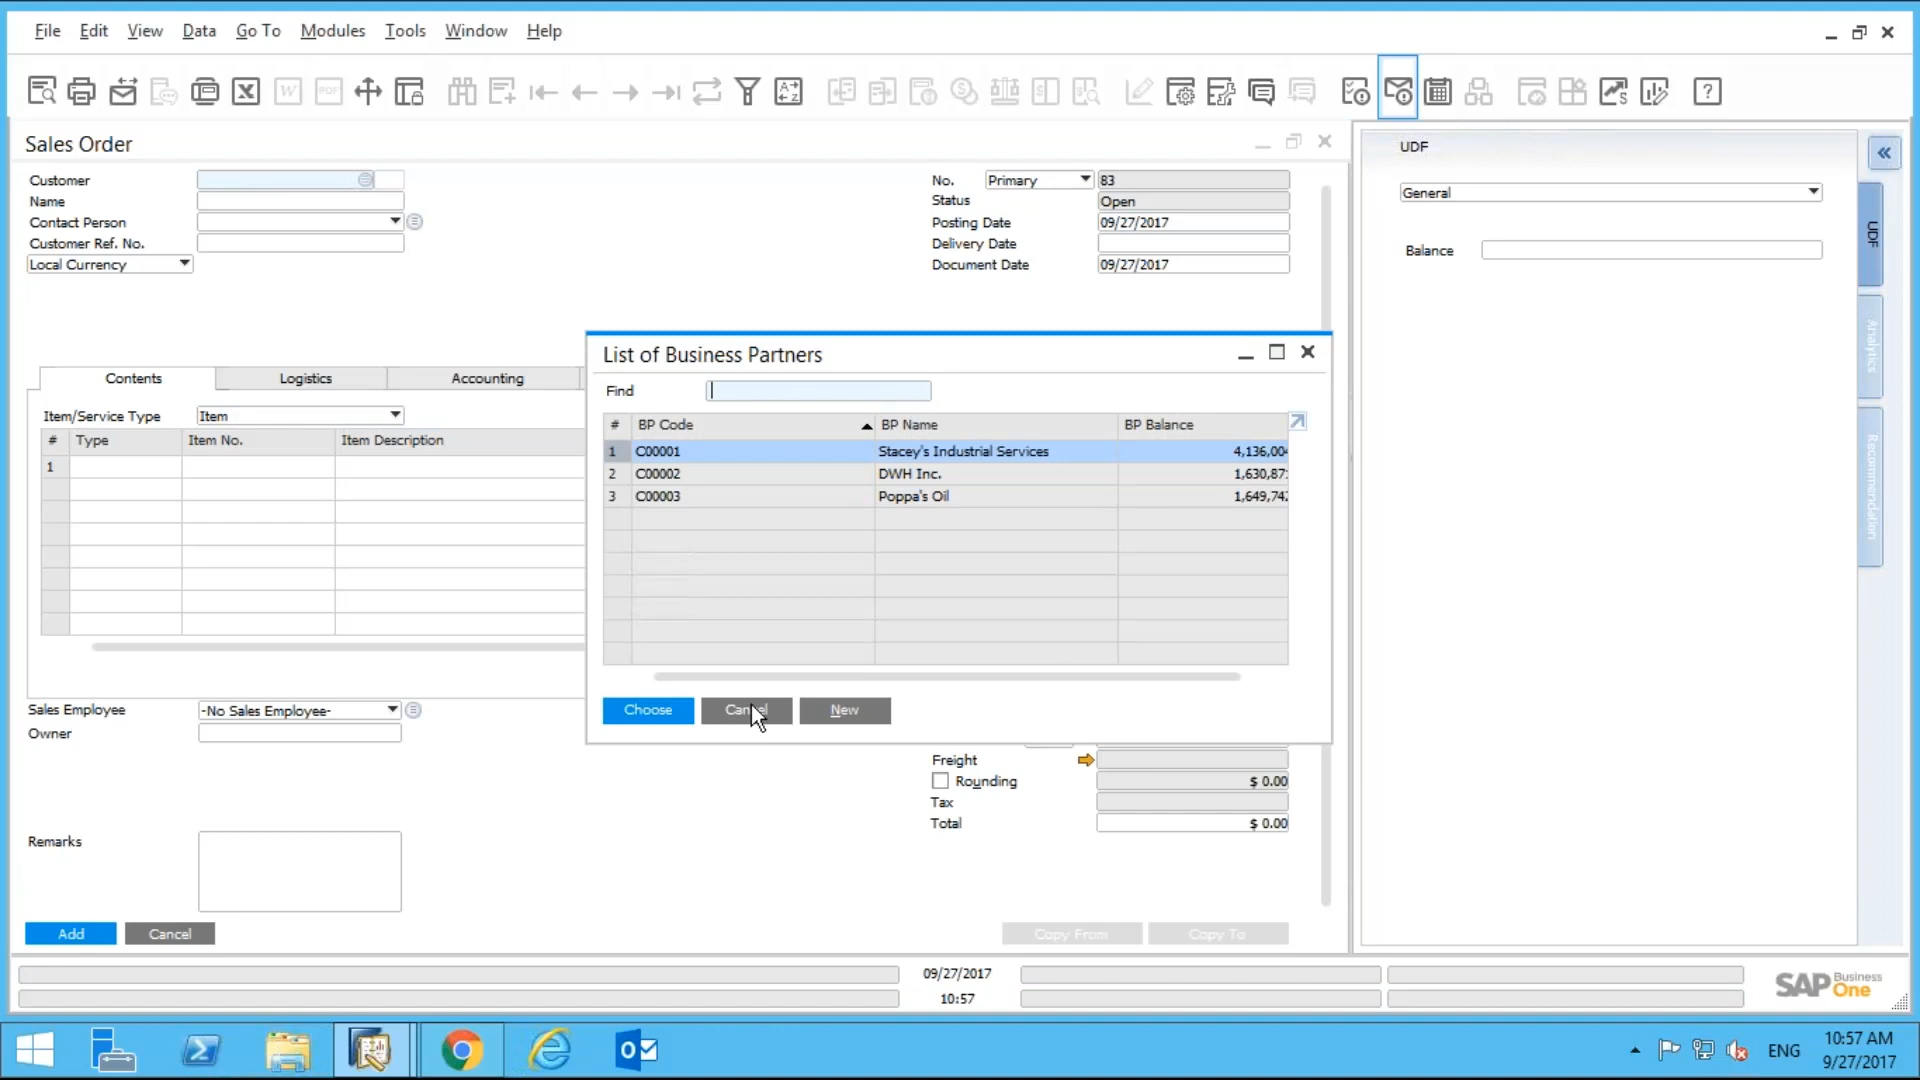 File Edit View Data Go To Modules Tools Window Help
Sales Order
UDF
Customer
No. Primary 83
General
Name
Status Open
Contact Person
Posting Date 09/27/2017
UDF
Customer Ref. No.
Delivery Date
Balance
Local Currency
Document Date 09/27/2017
Analytics
List of Business Partners
Contents Logistics Accounting
Find
Item/Service Type Item
# BP Code BP Name BP Balance
# Type Item No. Item Description
1 C00001 Stacey's Industrial Services 4,136,00
1
2 C00002 DWH Inc. 1,630,87
3 C00003 Poppa's Oil 1,649,74
Recommendation
Sales Employee -No Sales Employee-
Choose Cancel New
Owner
Freight
Rounding $ 0.00
Tax
Total $ 0.00
Remarks
Add Cancel
Copy From Copy To
09/27/2017
10:57
SAP Business One
ENG
10:57 AM
9/27/2017